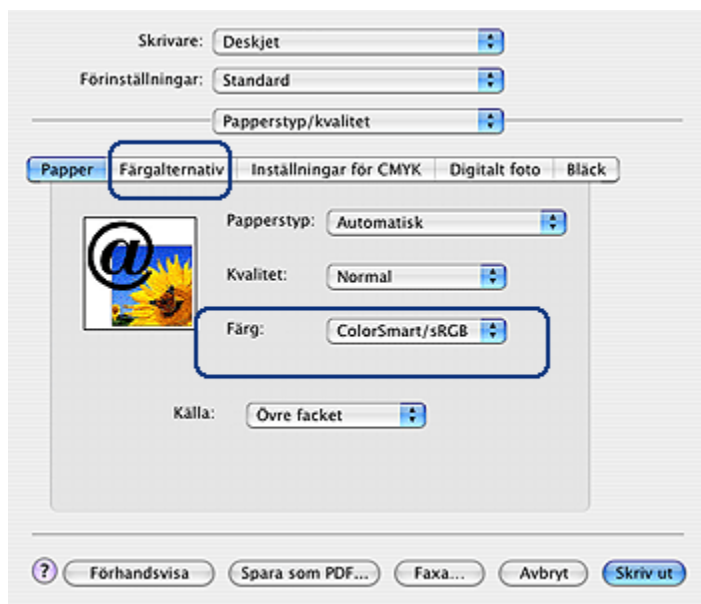 Skrivare: Deskjet
Förinställningar: Standard
Papperstyp/kvalitet
Papper Färgalternativ Inställningar för CMYK Digitalt foto Bläck
Papperstyp: Automatisk
@
Kvalitet: Normal
Färg: ColorSmart/sRGB
Källa: Övre facket
? Förhandsvisa Spara som PDF... Faxa... Avbryt Skriv ut